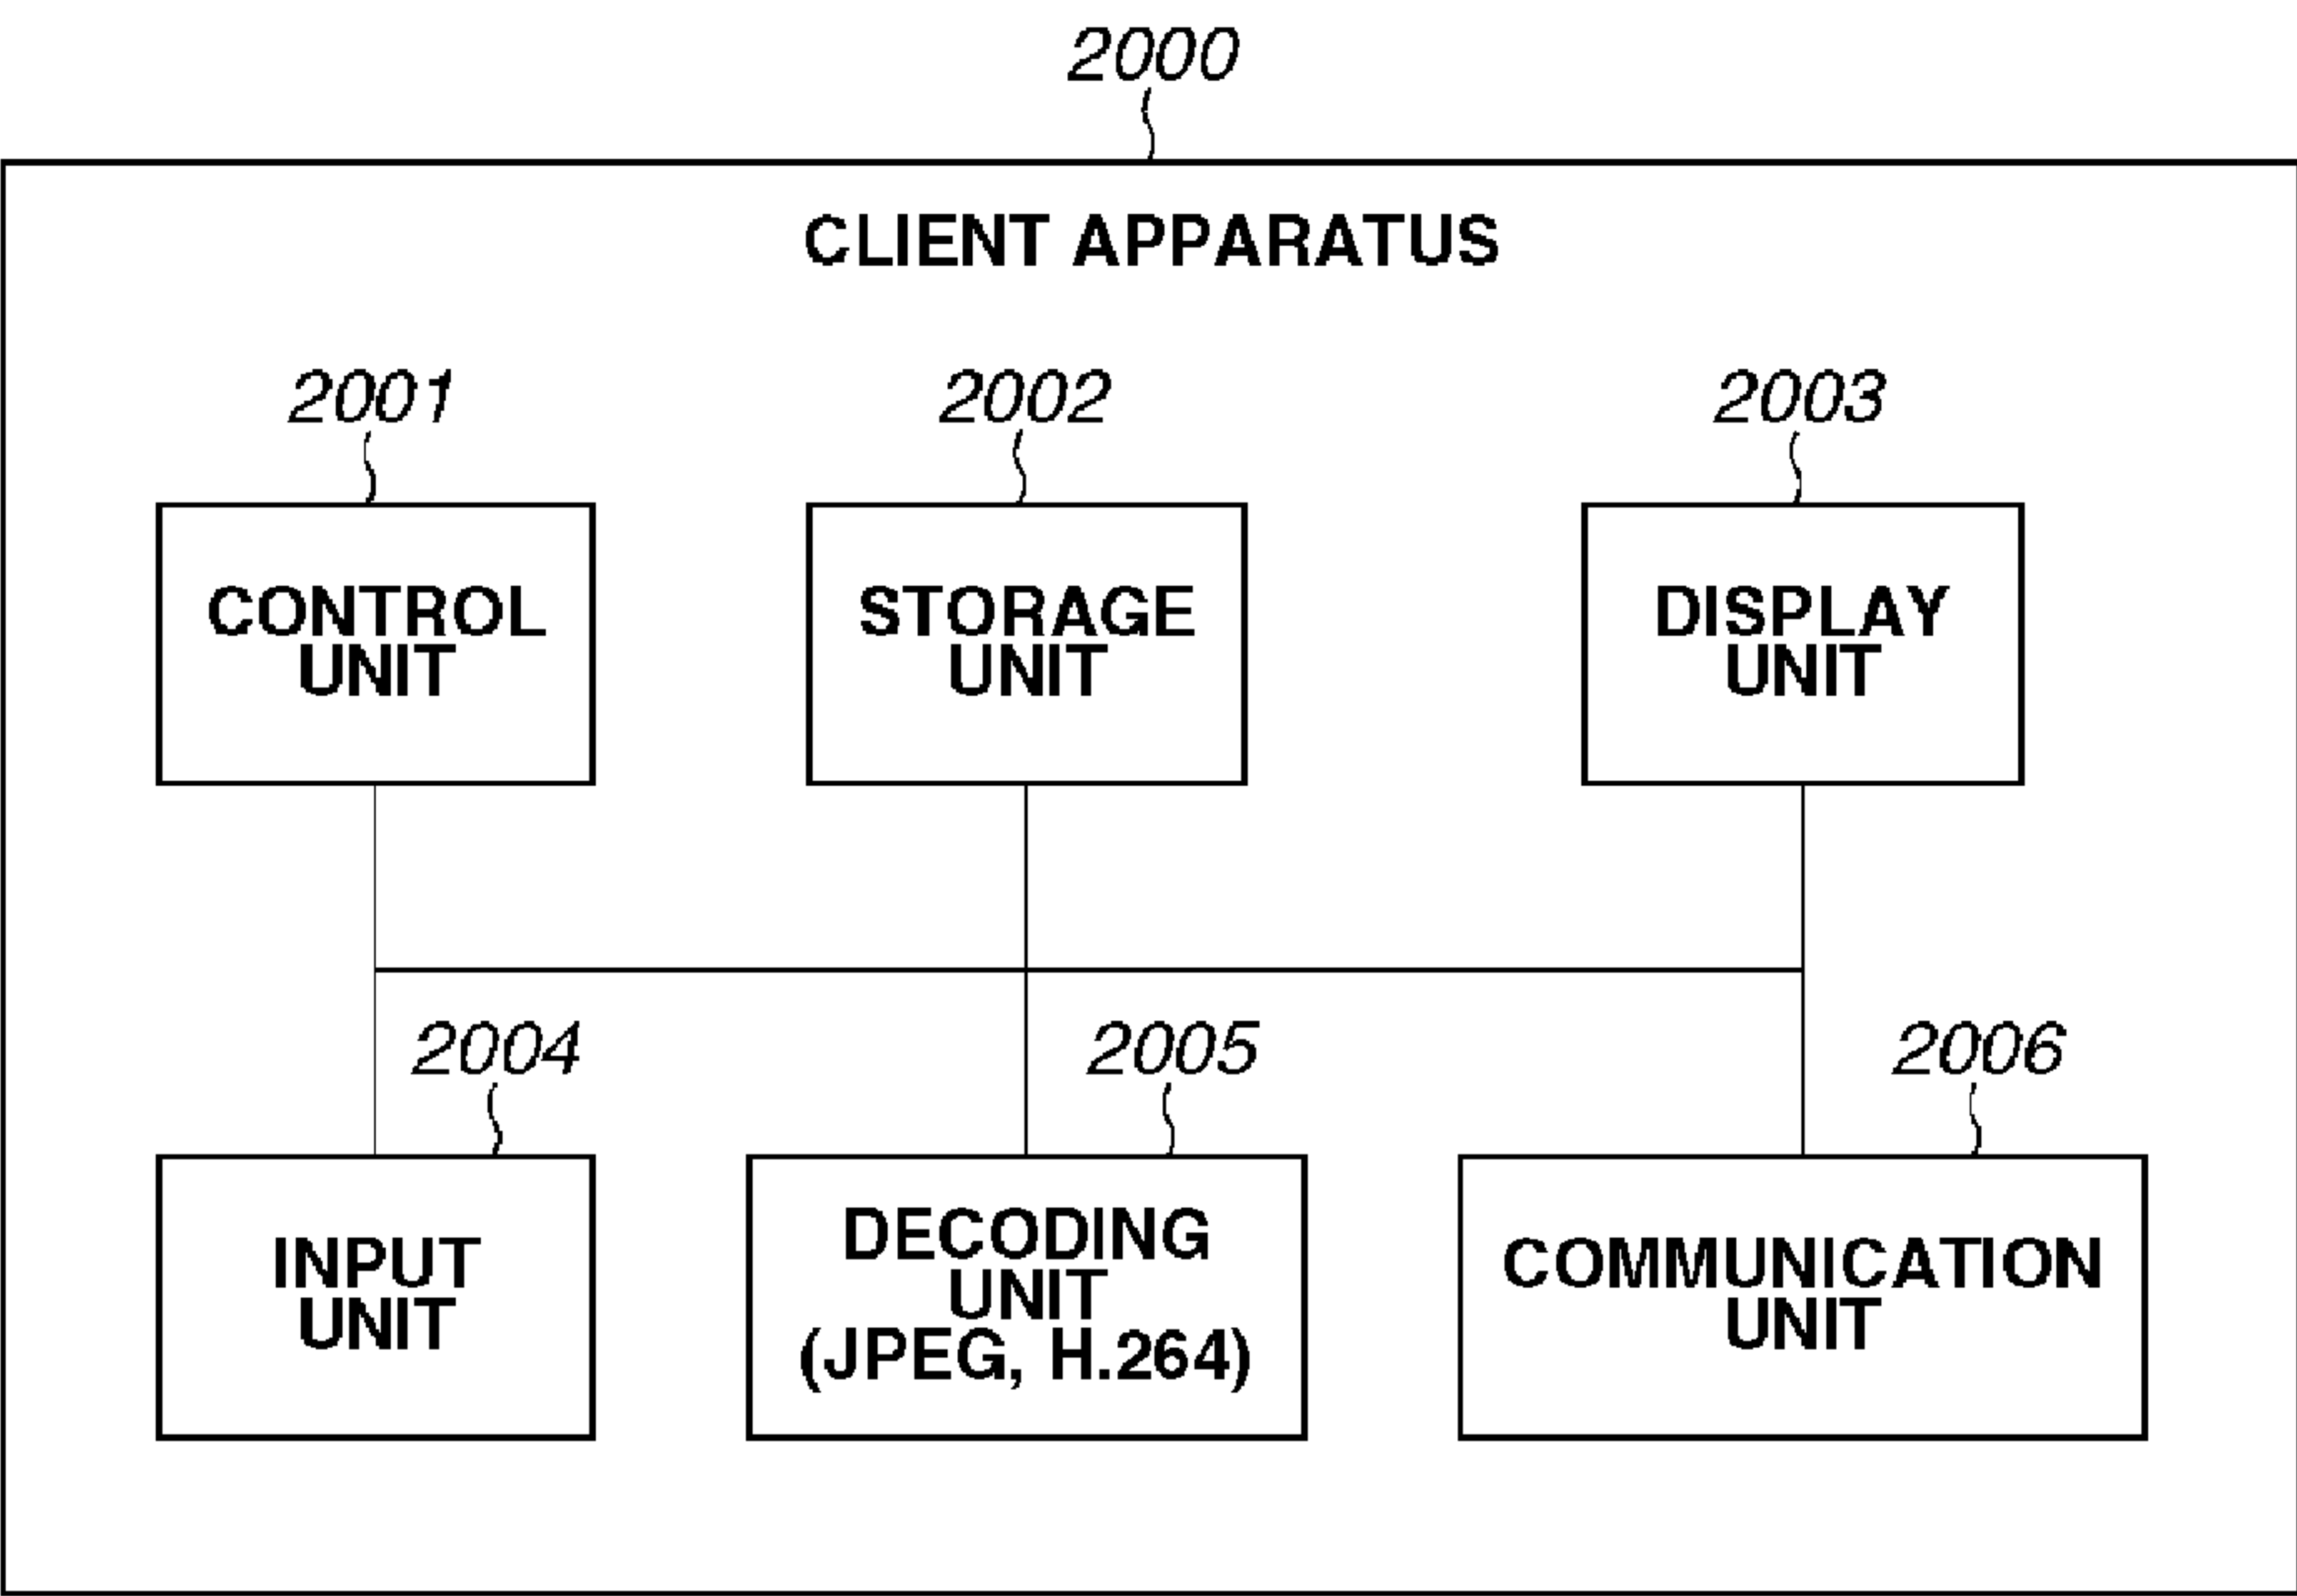 2000
CLIENT APPARATUS
2001
2002
2003
CONTROL
UNIT
STORAGE
UNIT
DISPLAY
UNIT
2004
2005
2006
INPUT
UNIT
DECODING
UNIT
(JPEG, H.264)
COMMUNICATION
UNIT